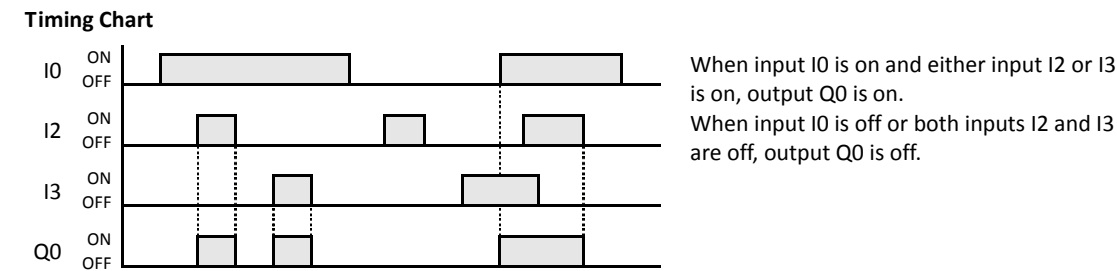 Timing Chart
I0 ON
OFF
I2 ON
OFF
I3 ON
OFF
Q0 ON
OFF
When input I0 is on and either input I2 or I3
is on, output Q0 is on.
When input I0 is off or both inputs I2 and I3
are off, output Q0 is off.